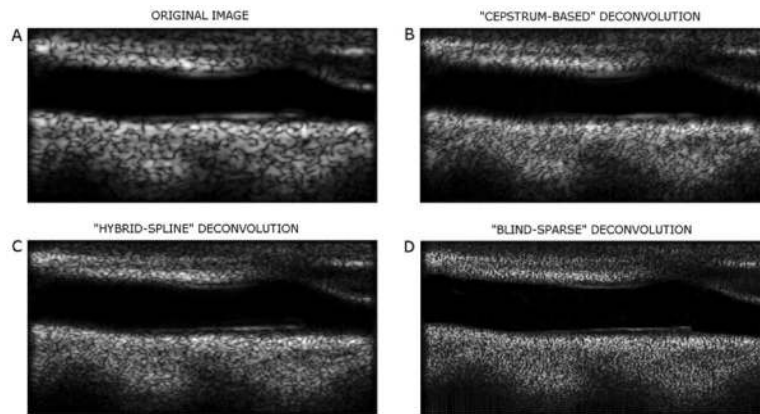 ORIGINAL IMAGE
A
"CEPSTRUM-BASED" DECONVOLUTION
B
"HYBRID-SPLINE" DECONVOLUTION
C
"BLIND-SPARSE" DECONVOLUTION
D